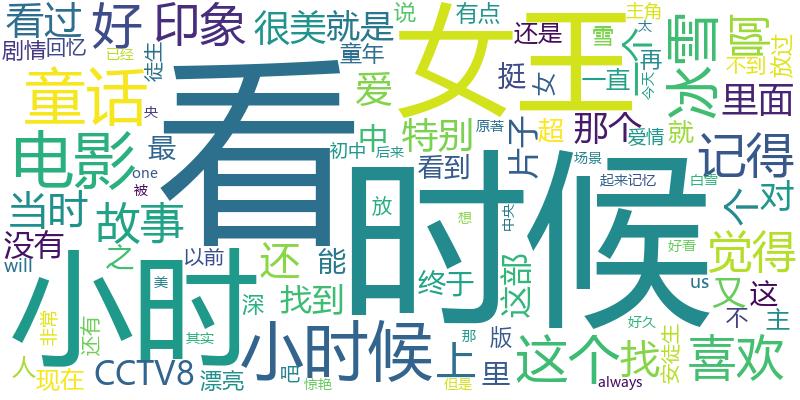 看过
好
印象
很美
就是
说
有点
主角
太
剧情
回忆
已经
徒生
童年
还是
雪
一个
再
不到
放过
啊
童话
看
爱
挺
女
女王
一直
今天
冰雪
里面
电影
央
最
中
特别
超
片子
那个
原著
爱情
就
记得
one
被
初中
后来
看到
场景
起来
记忆
白雪
个
对
当时
故事
放
时候
想
中央
没有
之
以前
还
能
终于
这部
好看
觉得
will
小时
美
深
找到
us
又
这
非常
还有
其实
小时候
版
好久
不
主
人
现在
CCTV8
漂亮
吧
惊艳
上
那
但是
里
这个
always
找
安徒生
喜欢